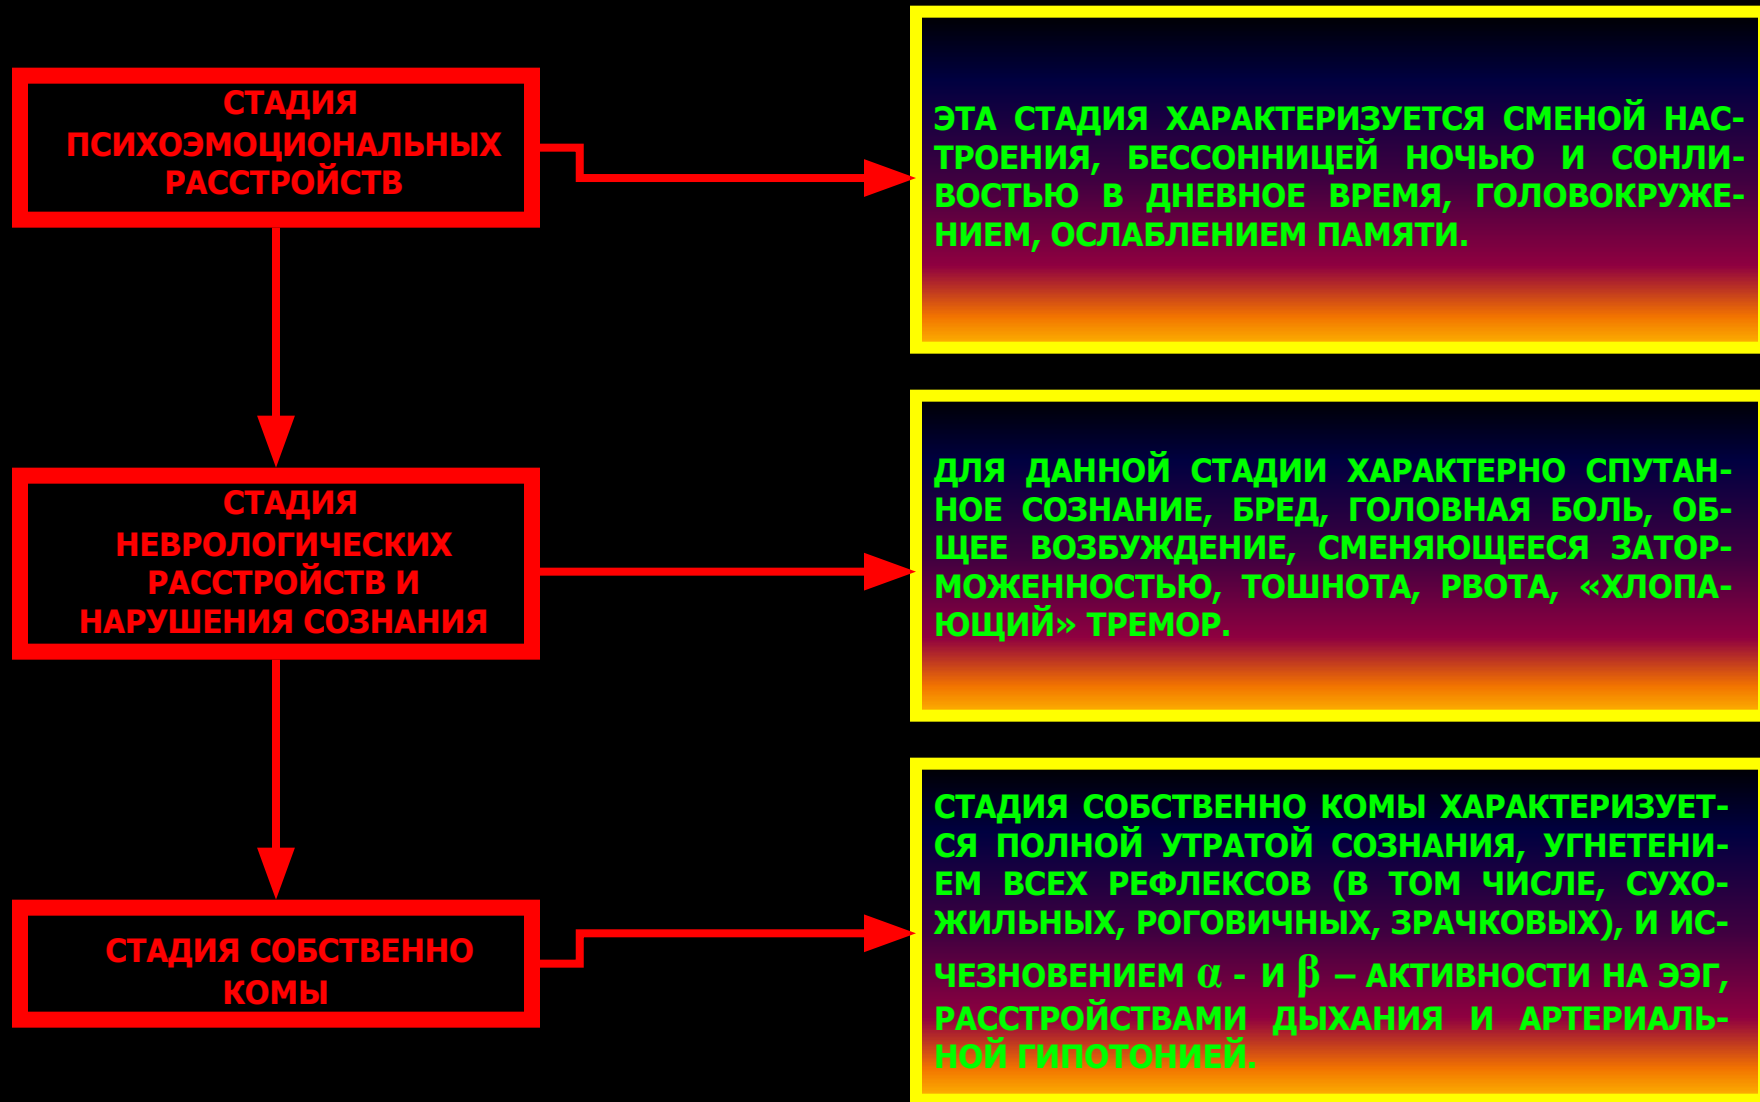 СТАДИЯ
ПСИХОЭМОЦИОНАЛЬНЫХ
РАССТРОЙСТВ
ЭТА СТАДИЯ ХАРАКТЕРИЗУЕТСЯ СМЕНОЙ НАС-
ТРОЕНИЯ, БЕССОННИЦЕЙ НОЧЬЮ И СОНЛИ-
ВОСТЬЮ В ДНЕВНОЕ ВРЕМЯ, ГОЛОВОКРУЖЕ-
НИЕМ, ОСЛАБЛЕНИЕМ ПАМЯТИ.
СТАДИЯ
НЕВРОЛОГИЧЕСКИХ
РАССТРОЙСТВ И
НАРУШЕНИЯ СОЗНАНИЯ
ДЛЯ ДАННОЙ СТАДИИ ХАРАКТЕРНО СПУТАН-
НОЕ СОЗНАНИЕ, БРЕД, ГОЛОВНАЯ БОЛЬ, ОБ-
ЩЕЕ ВОЗБУЖДЕНИЕ, СМЕНЯЮЩЕЕСЯ ЗАТОР-
МОЖЕННОСТЬЮ, ТОШНОТА, РВОТА, «ХЛОПА-
ЮЩИЙ» ТРЕМОР.
СТАДИЯ СОБСТВЕННО
КОМЫ
СТАДИЯ СОБСТВЕННО КОМЫ ХАРАКТЕРИЗУЕТ-
СЯ ПОЛНОЙ УТРАТОЙ СОЗНАНИЯ, УГНЕТЕНИ-
ЕМ ВСЕХ РЕФЛЕКСОВ (В ТОМ ЧИСЛЕ, СУХО-
ЖИЛЬНЫХ, РОГОВИЧНЫХ, ЗРАЧКОВЫХ), И ИС-
ЧЕЗНОВЕНИЕМ α - И β – АКТИВНОСТИ НА ЭЭГ,
РАССТРОЙСТВАМИ ДЫХАНИЯ И АРТЕРИАЛЬ-
НОЙ ГИПОТОНИЕЙ.